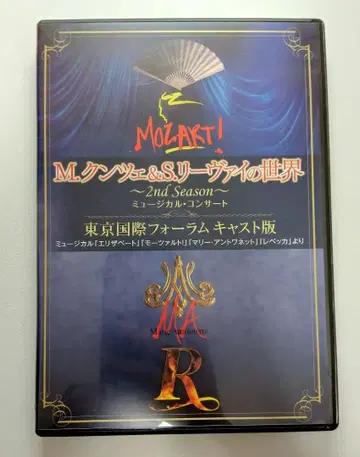 MOZART!
M.クンツェ&S.リーヴァイの世界
～2nd Season～
ミュージカル・コンサート
東京国際フォーラム キャスト版
ミュージカル『エリザベート』『モーツァルト!』『マリー・アントワネット』『レベッカ』より
MA
Marie Antoinette
R